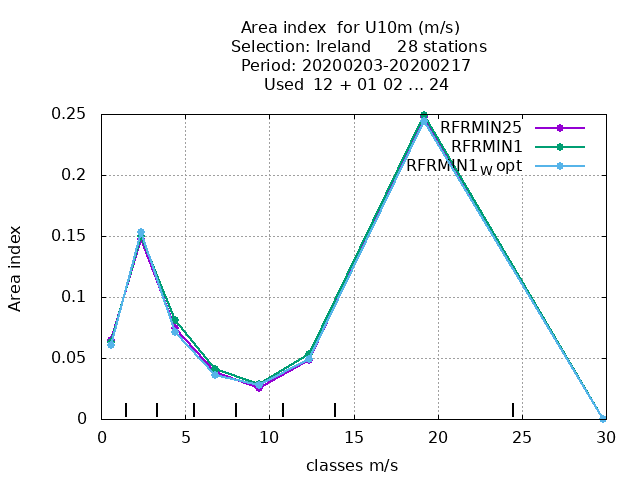 Area index  for U10m (m/s)
Selection: Ireland     28 stations
Period: 20200203-20200217
Used  12 + 01 02 ... 24
RFRMIN25
RFRMIN1
RFRMIN1W opt
Area index
0.25
0.2
0.15
0.1
0.05
0
0 5 10 15 20 25 30
classes m/s